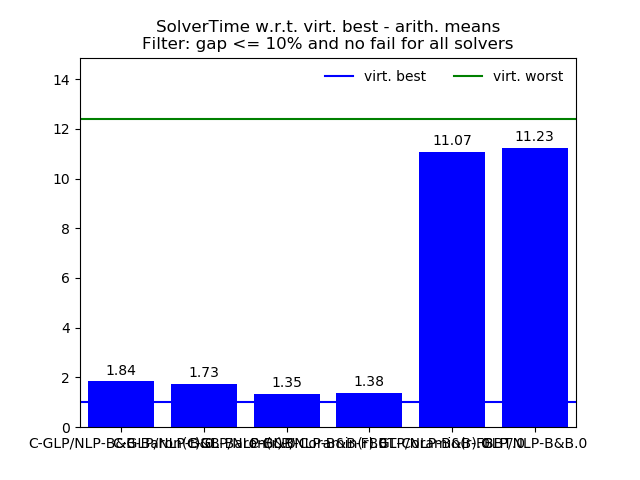 SolverTime w.r.t. virt. best - arith. means
Filter: gap <= 10% and no fail for all solvers
virt. best
virt. worst
14
12
10
8
6
4
2
0
1.84
1.73
1.35
1.38
11.07
11.23
C-GLP/NLP-B&B